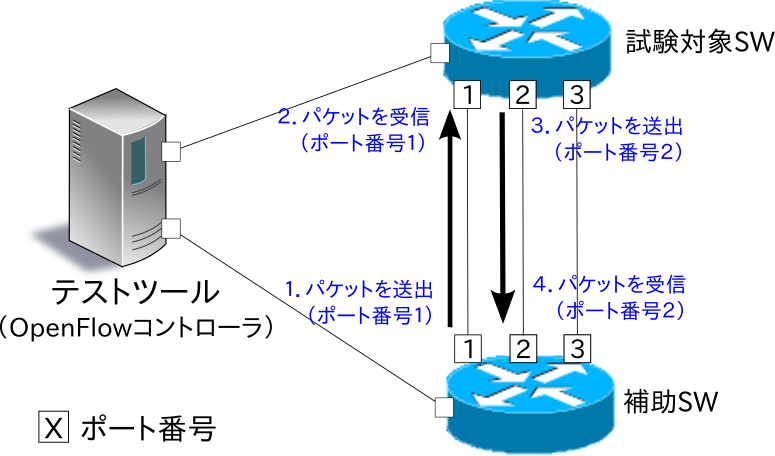 試験対象SW
1 2 3
2. パケットを受信
(ポート番号1)
3. パケットを送出
(ポート番号2)
テストツール
(OpenFlowコントローラ)
1. パケットを送出
(ポート番号1)
4. パケットを受信
(ポート番号2)
1 2 3
補助SW
X ポート番号